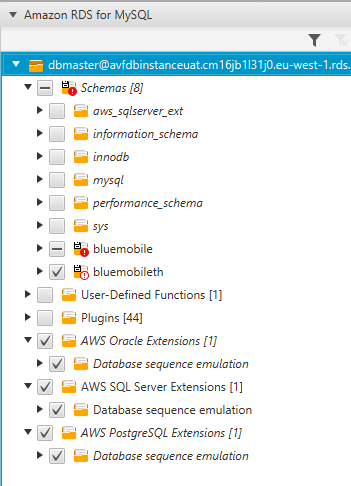 Amazon RDS for MySQL
dbmaster@avfdbinstanceuat.cm16jb1l31j0.eu-west-1.rds.
Schemas [8]
aws_sqlserver_ext
information_schema
innodb
mysql
performance_schema
sys
bluemobile
bluemobileth
User-Defined Functions [1]
Plugins [44]
AWS Oracle Extensions [1]
Database sequence emulation
AWS SQL Server Extensions [1]
Database sequence emulation
AWS PostgreSQL Extensions [1]
Database sequence emulation